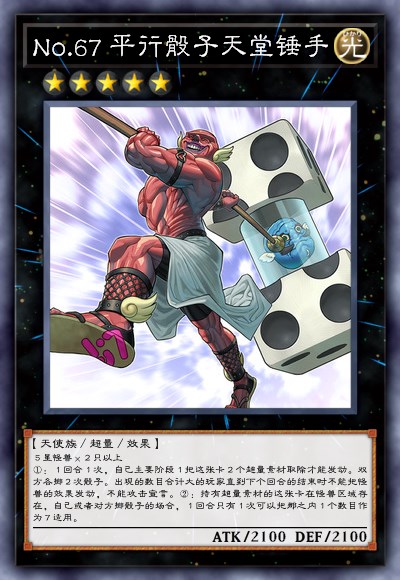 No.67 平行骰子天堂锤手
光
ひかり
67
【天使族／超量／效果】
５星怪兽×２只以上
①：１回合１次，自己主要阶段１把这张卡２个超量素材取除才能发动。双
方各掷２次骰子。出现的数目合计大的玩家直到下个回合的结束时不能把怪
兽的效果发动，不能攻击宣言。②：持有超量素材的这张卡在怪兽区域存
在，自己或者对方掷骰子的场合，１回合只有１次可以把那之内１个数目作
为７适用。
ATK/2100 DEF/2100